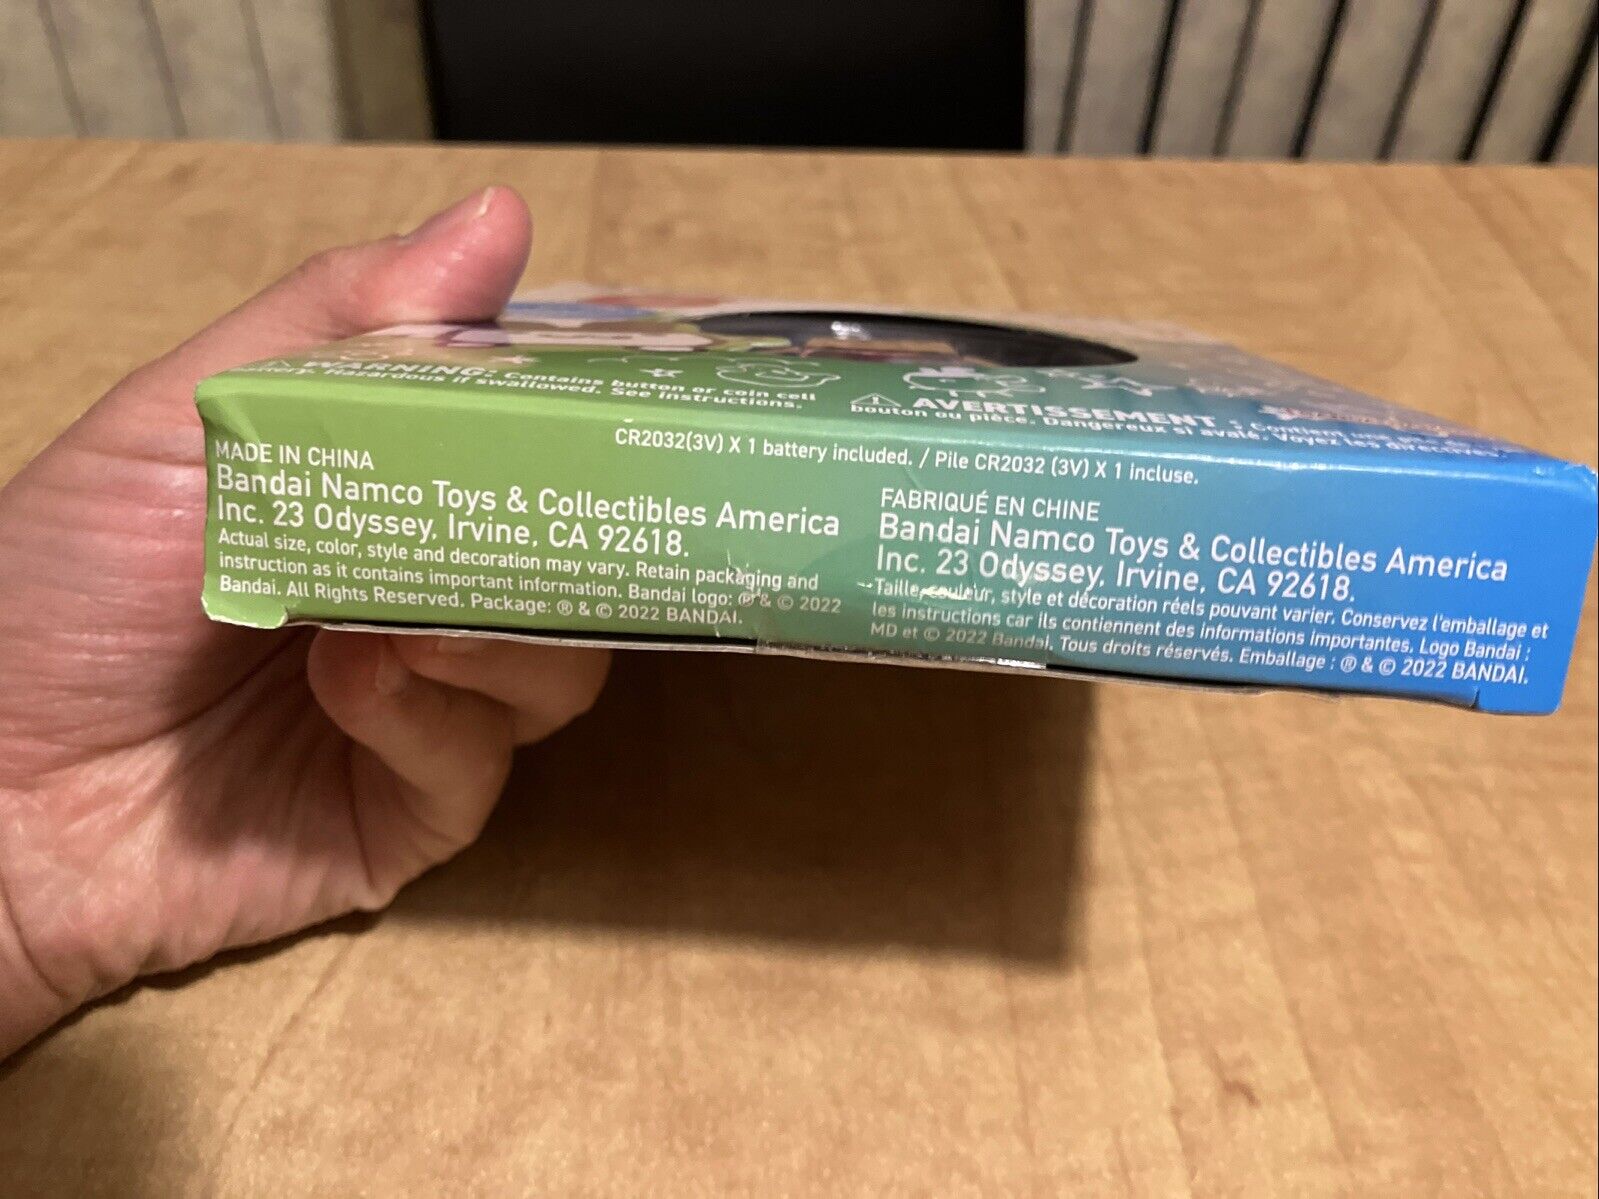 WARNING: Contains button or coin cell
battery. Hazardous if swallowed. See Instructions.
AVERTISSEMENT : Contient une
bouton ou pièce. Dangereux si avalé. Voyez les directives.
CR2032(3V) X 1 battery included. / Pile CR2032 (3V) X 1 incluse.
MADE IN CHINA
Bandai Namco Toys & Collectibles America
Inc. 23 Odyssey, Irvine, CA 92618.
Actual size, color, style and decoration may vary. Retain packaging and
instruction as it contains important information. Bandai logo: ® & © 2022
Bandai. All Rights Reserved. Package: ® & © 2022 BANDAI.
FABRIQUÉ EN CHINE
Bandai Namco Toys & Collectibles America
Inc. 23 Odyssey, Irvine, CA 92618.
Taille, couleur, style et décoration réels pouvant varier. Conservez l'emballage et
les instructions car ils contiennent des informations importantes. Logo Bandai :
MD et © 2022 Bandai. Tous droits réservés. Emballage : ® & © 2022 BANDAI.